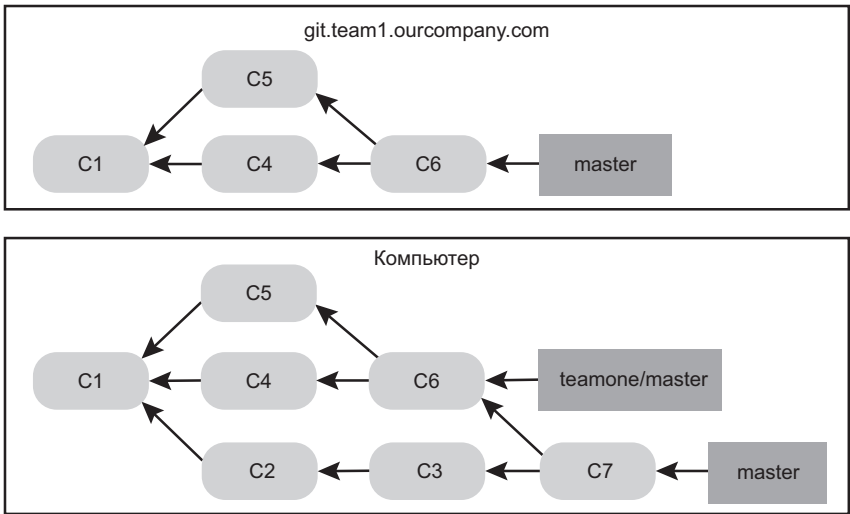 git.team1.ourcompany.com
C5
C1
C4
C6
master
Компьютер
C5
C1
C4
C6
teamone/master
C2
C3
C7
master